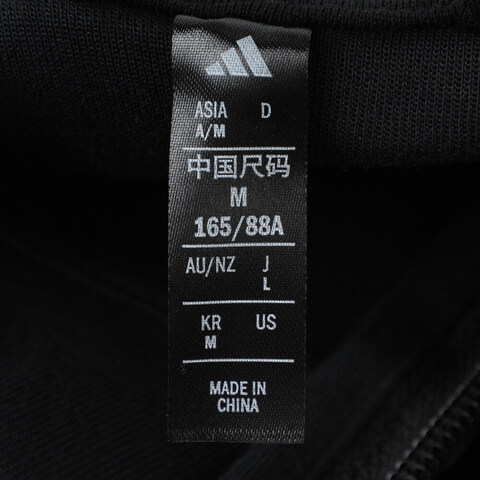 ASIA D
A/M
中国尺码
M
165/88A
AU/NZ J
L
KR US
M
MADE IN
CHINA